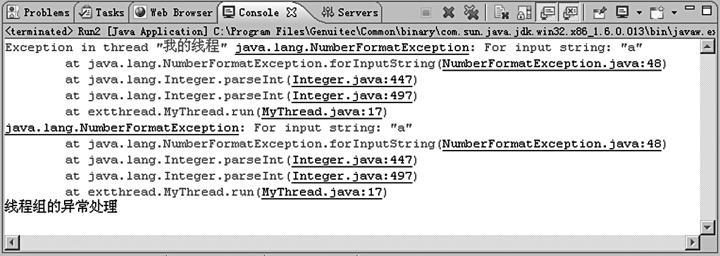 Problems Tasks Web Browser Console Servers
<terminated> Run2 [Java Application] C:\Program Files\Genuitec\Common\binary\com.sun.java.jdk.win32.x86_1.6.0.013\bin\javaw.ex
Exception in thread "我的线程" java.lang.NumberFormatException: For input string: "a"
at java.lang.NumberFormatException.forInputString(NumberFormatException.java:48)
at java.lang.Integer.parseInt(Integer.java:447)
at java.lang.Integer.parseInt(Integer.java:497)
at extthread.MyThread.run(MyThread.java:17)
java.lang.NumberFormatException: For input string: "a"
at java.lang.NumberFormatException.forInputString(NumberFormatException.java:48)
at java.lang.Integer.parseInt(Integer.java:447)
at java.lang.Integer.parseInt(Integer.java:497)
at extthread.MyThread.run(MyThread.java:17)
线程组的异常处理